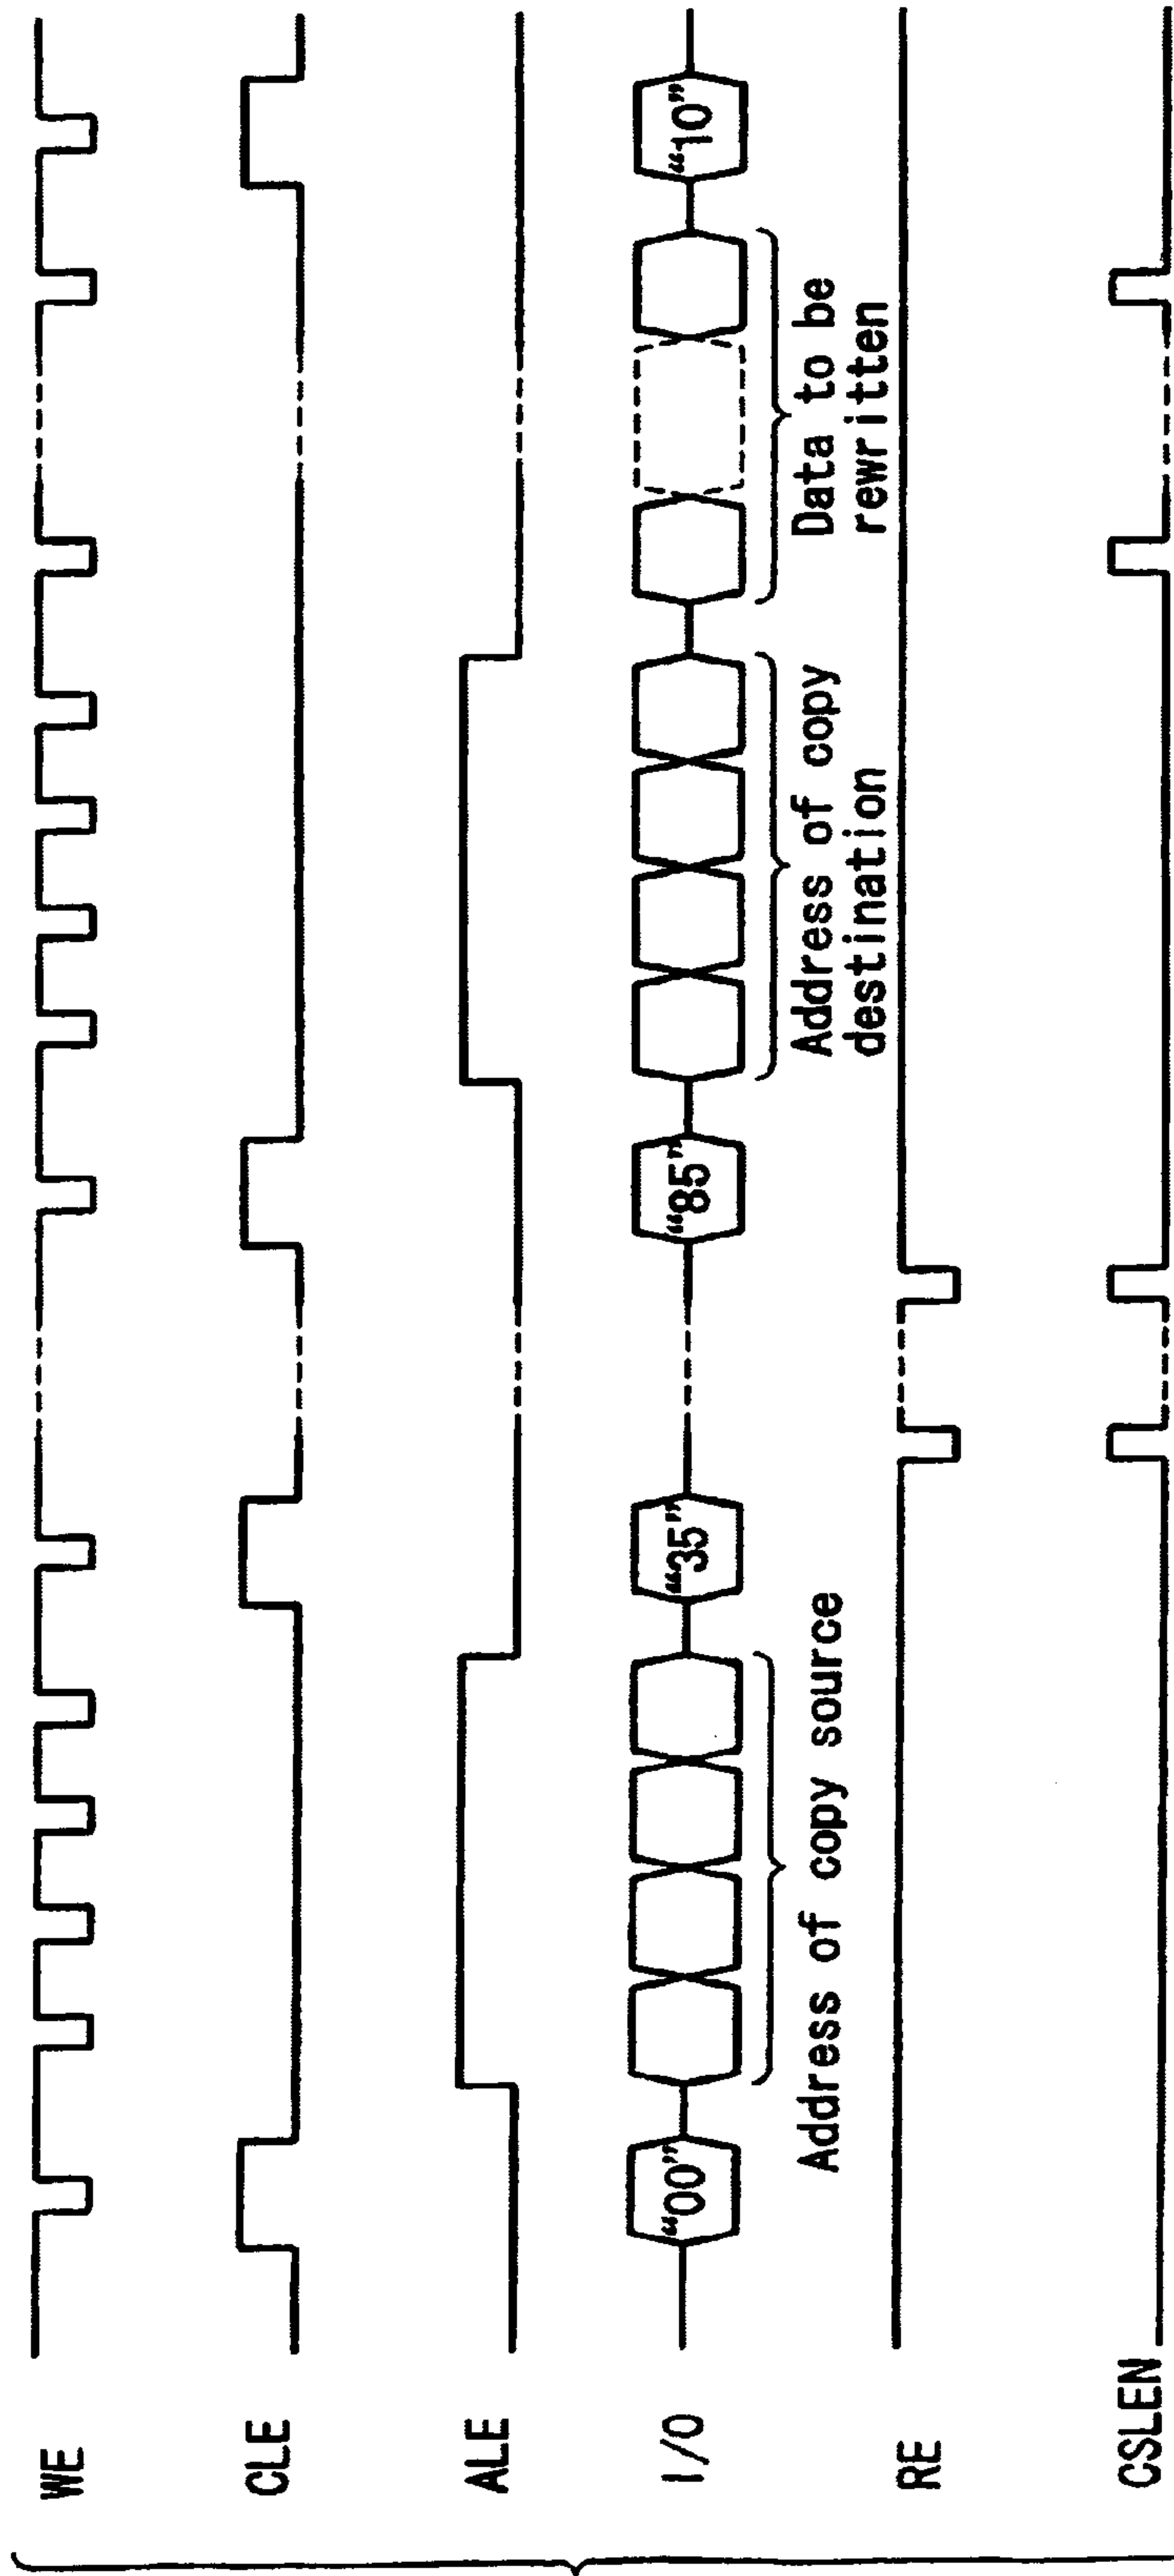 WE
CLE
ALE
I/O
"00"
"35"
"85"
"10"
Address of copy source
Address of copy
destination
Data to be
rewritten
RE
CSLEN